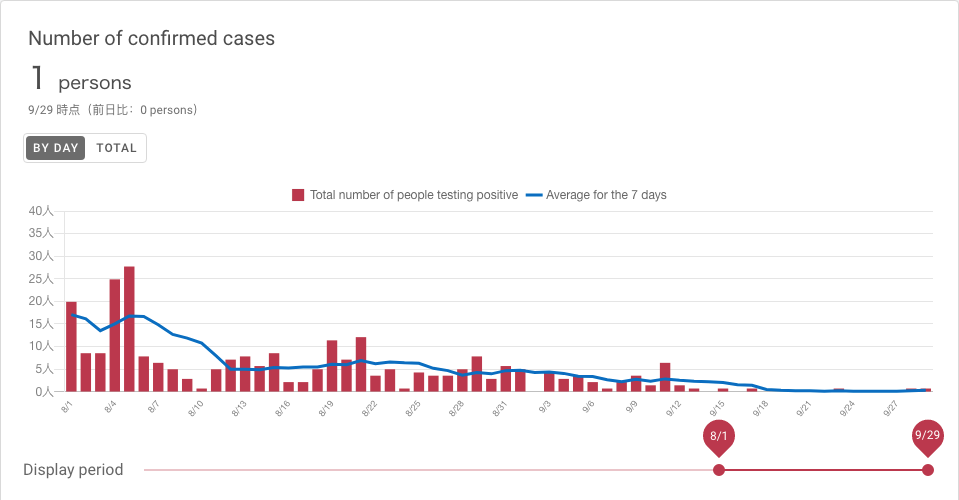 Number of confirmed cases
1 persons
9/29 時点（前日比：0 persons）
BY DAY TOTAL
Total number of people testing positive Average for the 7 days
40人
35人
30人
25人
20人
15人
10人
5人
0人
8/1 8/4 8/7 8/10 8/13 8/16 8/19 8/22 8/25 8/28 8/31 9/3 9/6 9/9 9/12 9/15 9/18 9/21 9/24 9/27
8/1 9/29
Display period